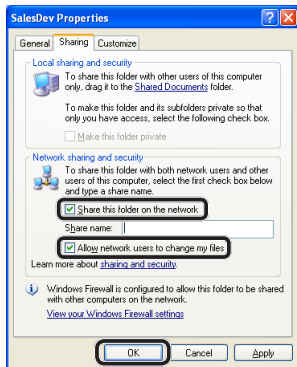 SalesDev Properties
General Sharing Customize
Local sharing and security
To share this folder with other users of this computer
only, drag it to the Shared Documents folder.
To make this folder and its subfolders private so that
only you have access, select the following check box.
Make this folder private
Network sharing and security
To share this folder with both network users and other
users of this computer, select the first check box below
and type a share name.
Share this folder on the network
Share name:
Allow network users to change my files
Learn more about sharing and security.
Windows Firewall is configured to allow this folder to be shared
with other computers on the network.
View your Windows Firewall settings
OK Cancel Apply